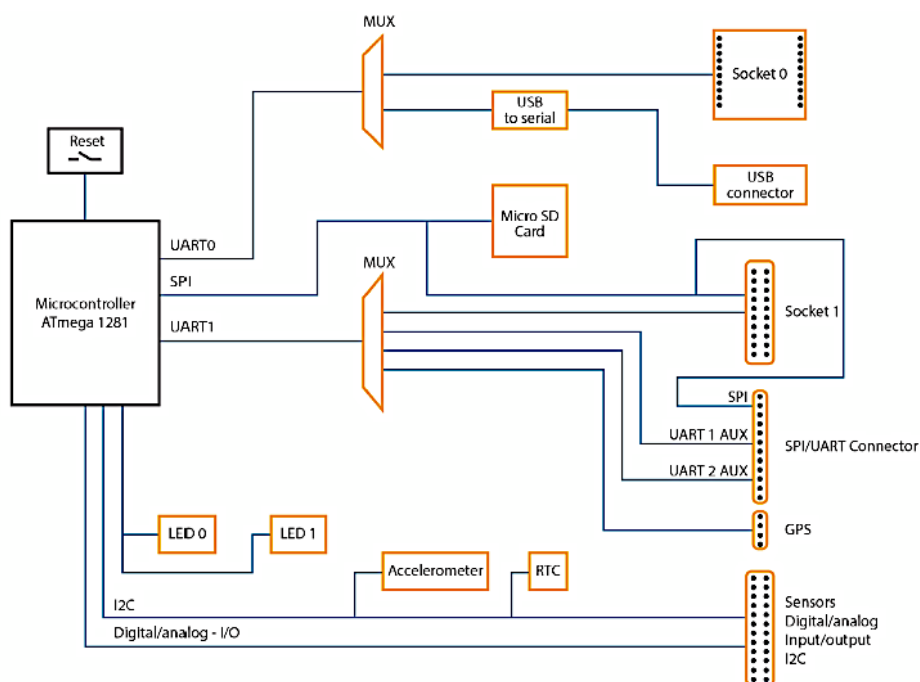 MUX
Socket 0
USB
to serial
Reset
USB
connector
Micro SD
Card
UART0
MUX
SPI
Microcontroller
ATmega 1281
Socket 1
UART1
SPI
UART 1 AUX
SPI/UART Connector
UART 2 AUX
LED 0
LED 1
GPS
Accelerometer
RTC
I2C
Sensors
Digital/analog
Input/output
I2C
Digital/analog - I/O